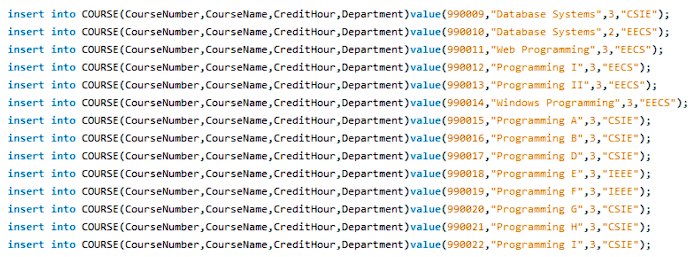 insert into COURSE(CourseNumber,CourseName,CreditHour,Department)value(990009,"Database Systems",3,"CSIE");
insert into COURSE(CourseNumber,CourseName,CreditHour,Department)value(990010,"Database Systems",2,"EECS");
insert into COURSE(CourseNumber,CourseName,CreditHour,Department)value(990011,"Web Programming",3,"EECS");
insert into COURSE(CourseNumber,CourseName,CreditHour,Department)value(990012,"Programming I",3,"EECS");
insert into COURSE(CourseNumber,CourseName,CreditHour,Department)value(990013,"Programming II",3,"EECS");
insert into COURSE(CourseNumber,CourseName,CreditHour,Department)value(990014,"Windows Programming",3,"EECS");
insert into COURSE(CourseNumber,CourseName,CreditHour,Department)value(990015,"Programming A",3,"CSIE");
insert into COURSE(CourseNumber,CourseName,CreditHour,Department)value(990016,"Programming B",3,"CSIE");
insert into COURSE(CourseNumber,CourseName,CreditHour,Department)value(990017,"Programming D",3,"CSIE");
insert into COURSE(CourseNumber,CourseName,CreditHour,Department)value(990018,"Programming E",3,"IEEE");
insert into COURSE(CourseNumber,CourseName,CreditHour,Department)value(990019,"Programming F",3,"IEEE");
insert into COURSE(CourseNumber,CourseName,CreditHour,Department)value(990020,"Programming G",3,"CSIE");
insert into COURSE(CourseNumber,CourseName,CreditHour,Department)value(990021,"Programming H",3,"CSIE");
insert into COURSE(CourseNumber,CourseName,CreditHour,Department)value(990022,"Programming I",3,"CSIE");